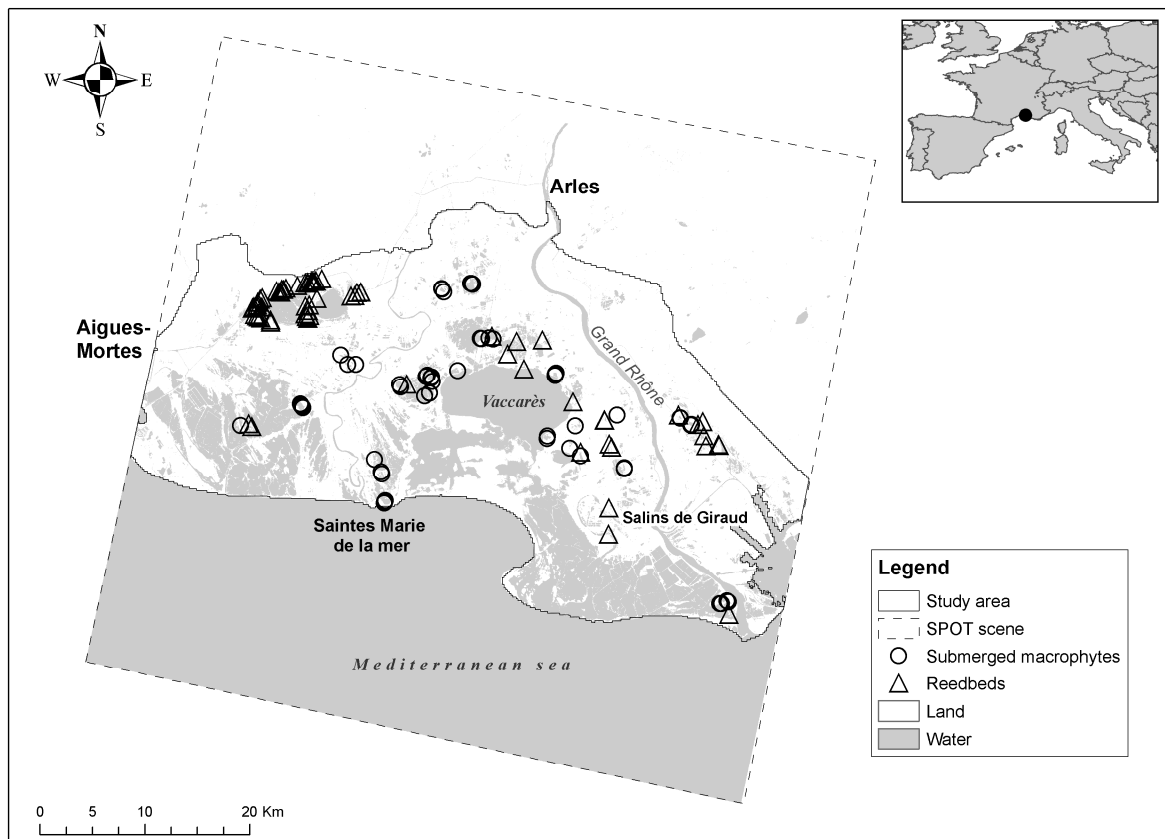 N
W E
S
Arles
Aigues-
Mortes
Grand Rhône
Vaccarès
Saintes Marie
de la mer
Salins de Giraud
Mediterranean sea
Legend
Study area
SPOT scene
Submerged macrophytes
Reedbeds
Land
Water
0 5 10 20 Km